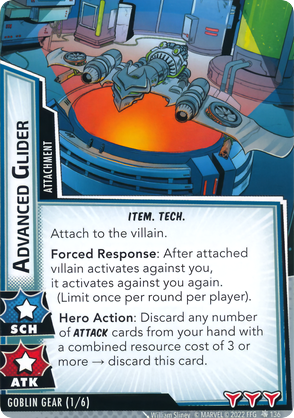 ADVANCED GLIDER
ATTACHMENT
ITEM. TECH.
Attach to the villain.
Forced Response: After attached
villain activates against you,
it activates against you again.
(Limit once per round per player).
Hero Action: Discard any number
of ATTACK cards from your hand with
a combined resource cost of 3 or
more → discard this card.
SCH
ATK
GOBLIN GEAR (1/6)
William Sliney. © MARVEL © 2022 FFG 136